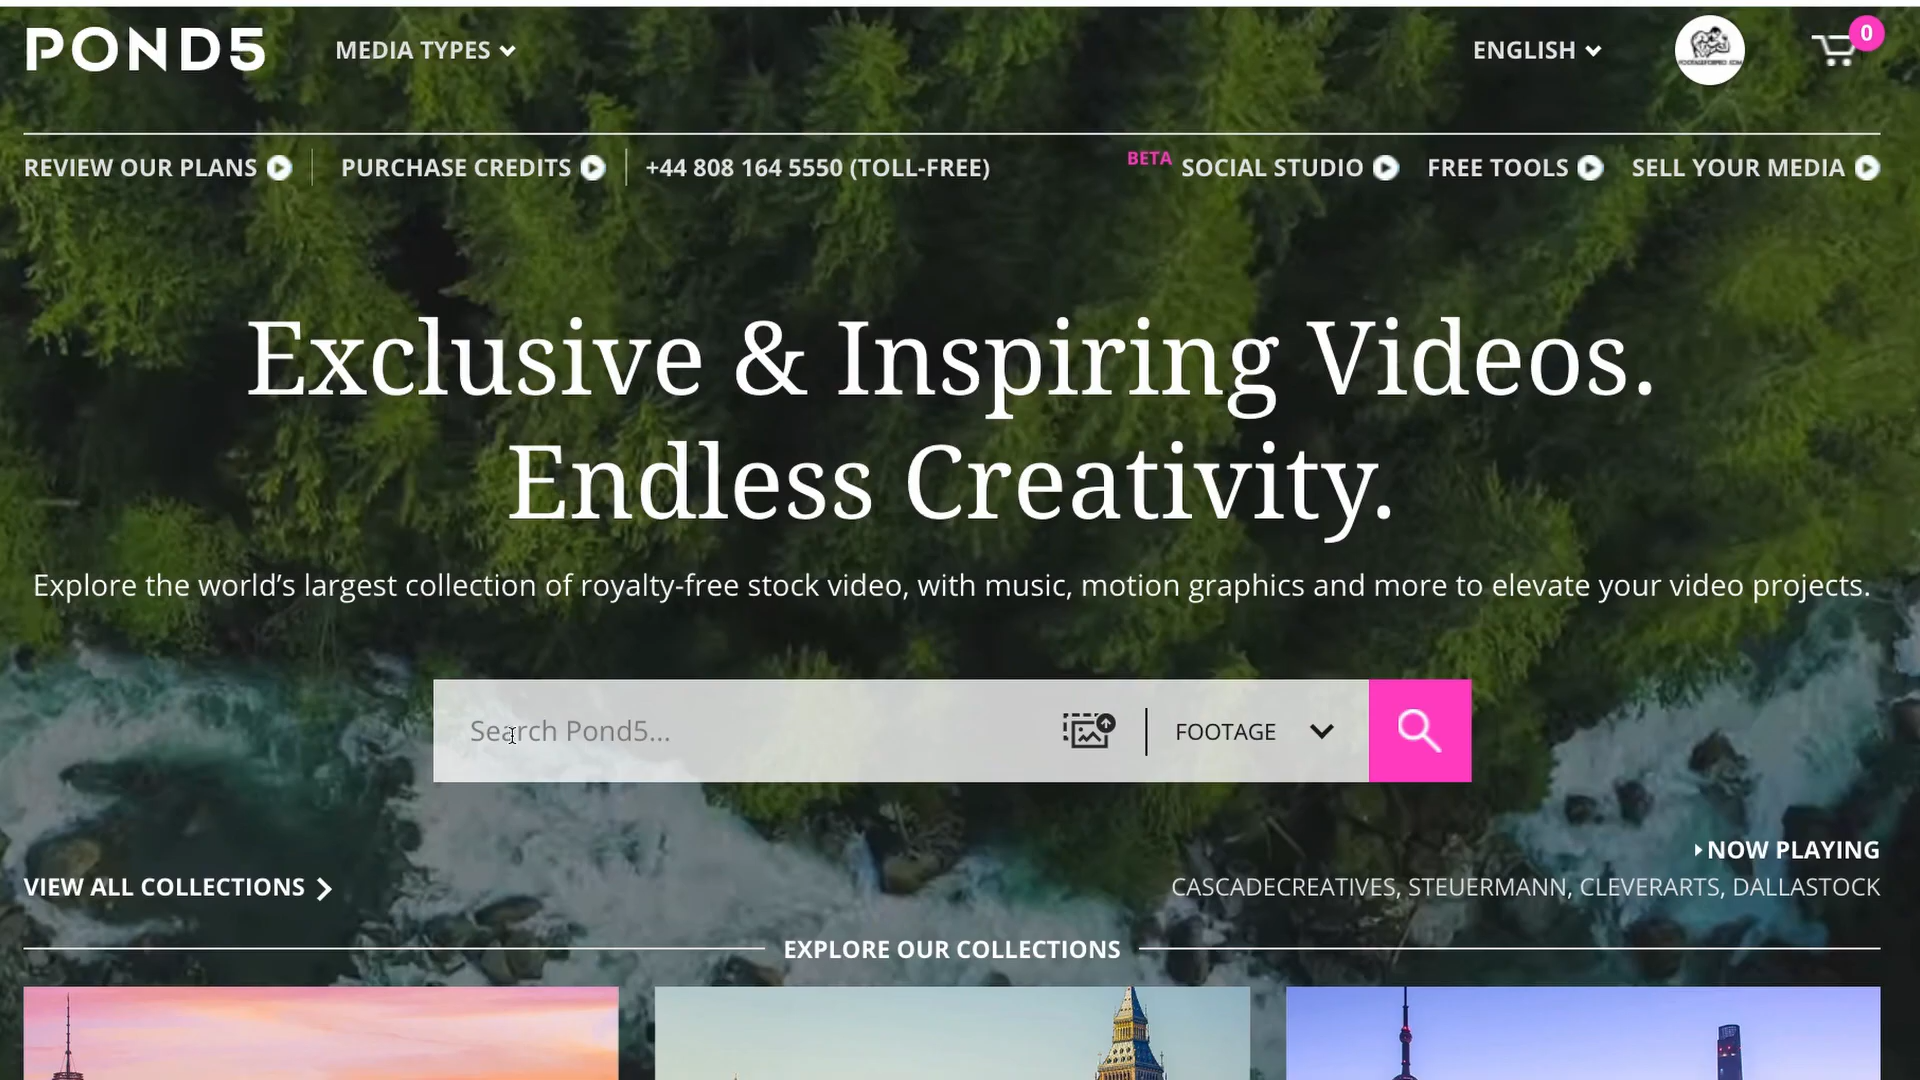 POND5
MEDIA TYPES
ENGLISH
0
REVIEW OUR PLANS
PURCHASE CREDITS
+44 808 164 5550 (TOLL-FREE)
BETA SOCIAL STUDIO
FREE TOOLS
SELL YOUR MEDIA
Exclusive & Inspiring Videos.
Endless Creativity.
Explore the world’s largest collection of royalty-free stock video, with music, motion graphics and more to elevate your video projects.
Search Pond5...
FOOTAGE
NOW PLAYING
VIEW ALL COLLECTIONS
CASCADECREATIVES, STEUERMANN, CLEVERARTS, DALLASTOCK
EXPLORE OUR COLLECTIONS